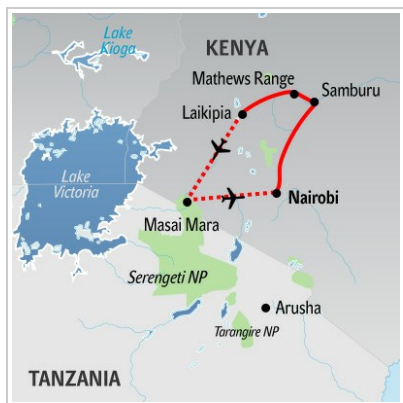 Lake
Kioga
KENYA
Mathews Range
Samburu
Laikipia
Lake
Victoria
Nairobi
Masai Mara
Serengeti NP
Arusha
Tarangire NP
TANZANIA